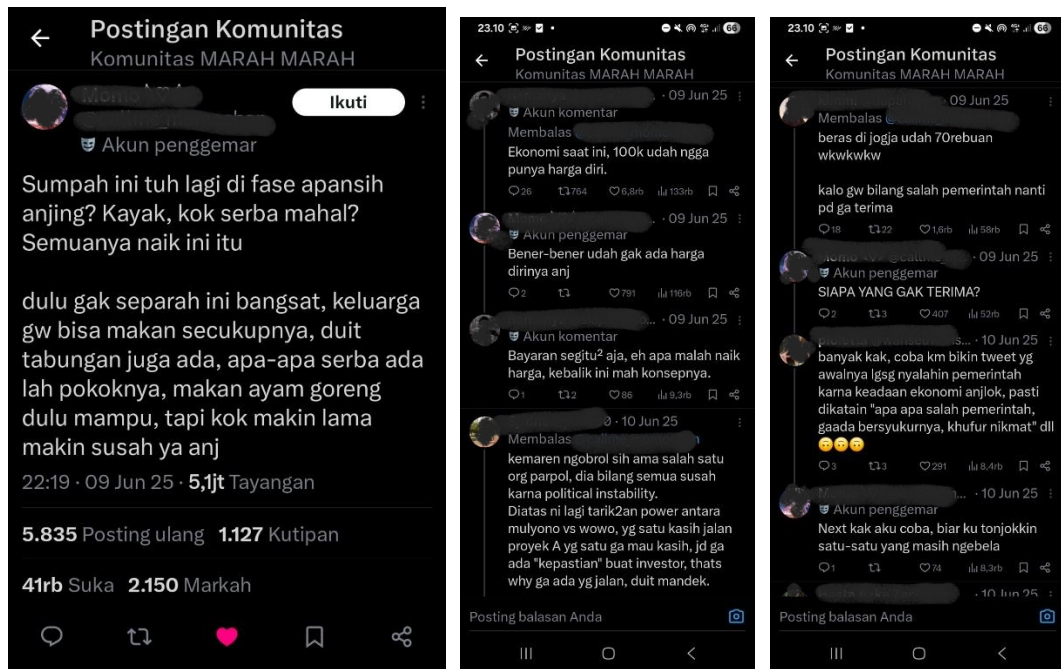 Postingan Komunitas
Komunitas MARAH MARAH
Ikuti
Akun penggemar
Sumpah ini tuh lagi di fase apansih
anjing? Kayak, kok serba mahal?
Semuanya naik ini itu
dulu gak separah ini bangsat, keluarga
gw bisa makan secukupnya, duit
tabungan juga ada, apa-apa serba ada
lah pokoknya, makan ayam goreng
dulu mampu, tapi kok makin lama
makin susah ya anj
22:19 · 09 Jun 25 · 5,1jt Tayangan
5.835 Posting ulang 1.127 Kutipan
41rb Suka 2.150 Markah
23.10
66
Postingan Komunitas
Komunitas MARAH MARAH
· 09 Jun 25
Akun komentar
Membalas
Ekonomi saat ini, 100k udah ngga
punya harga diri.
26 764 6,8rb 133rb
· 09 Jun 25
Akun penggemar
Bener-bener udah gak ada harga
dirinya anj
2 791 116rb
... · 09 Jun 25
Akun komentar
Bayaran segitu² aja, eh apa malah naik
harga, kebalik ini mah konsepnya.
1 2 86 9,3rb
· 10 Jun 25
Membalas
kemaren ngobrol sih ama salah satu
org parpol, dia bilang semua susah
karna political instability.
Diatas ni lagi tarik2an power antara
mulyono vs wowo, yg satu kasih jalan
proyek A yg satu ga mau kasih, jd ga
ada "kepastian" buat investor, thats
why ga ada yg jalan, duit mandek.
Posting balasan Anda
23.10
66
Postingan Komunitas
Komunitas MARAH MARAH
· 09 Jun 25
Membalas
beras di jogja udah 70rebuan
wkwkwkw
kalo gw bilang salah pemerintah nanti
pd ga terima
18 22 1,6rb 58rb
· 09 Jun 25
Akun penggemar
SIAPA YANG GAK TERIMA?
2 3 407 52rb
... · 10 Jun 25
banyak kak, coba km bikin tweet yg
awalnya lgsg nyalahin pemerintah
karna keadaan ekonomi anjlok, pasti
dikatain "apa apa salah pemerintah,
gaada bersyukurnya, khufur nikmat" dll
🙃🙃🙃
3 3 291 8,4rb
... · 10 Jun 25
Akun penggemar
Next kak aku coba, biar ku tonjokkin
satu-satu yang masih ngebela
1 74 8,3rb
· 10 Jun 25
Posting balasan Anda